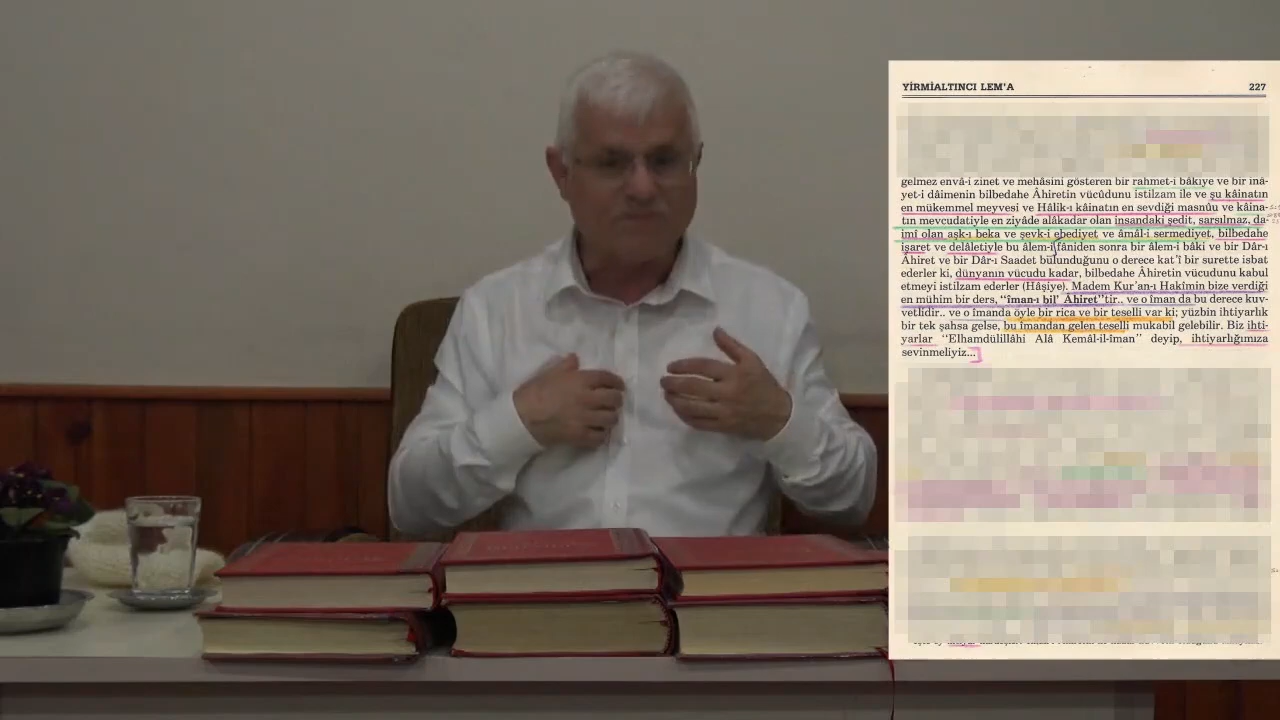 YİRMİALTINCI LEM'A 227
gelmez envâ-i zinet ve mehâsini gösteren bir rahmet-i bâkıye ve bir inâ-
yet-i dâimenin bilbedahe Âhiretin vücûdunu istilzam ile ve şu kâinatın
en mükemmel meyvesi ve Hâlik-ı kâinatın en sevdiği masnûu ve kâina-
tın mevcudatiyle en ziyâde alâkadar olan insandaki şedit, sarsılmaz, da-
imî olan aşk-ı beka ve şevk-i ebediyet ve âmâl-i sermediyet, bilbedahe
işaret ve delâletiyle bu âlem-i fâniden sonra bir âlem-i bâki ve bir Dâr-ı
Âhiret ve bir Dâr-ı Saadet bulunduğunu o derece kat'î bir surette isbat
ederler ki, dünyanın vücudu kadar, bilbedahe Âhiretin vücudunu kabul
etmeyi istilzam ederler (Hâşiye). Madem Kur'an-ı Hakîmin bize verdiği
en mühim bir ders, "îman-ı bil' Âhiret"tir.. ve o îman da bu derece kuv-
vetlidir.. ve o îmanda öyle bir rica ve bir teselli var ki; yüzbin ihtiyarlık
bir tek şahsa gelse, bu îmandan gelen teselli mukabil gelebilir. Biz ihti-
yarlar "Elhamdülillâhi Alâ Kemâl-il-îman" deyip, ihtiyarlığımıza
sevinmeliyiz...